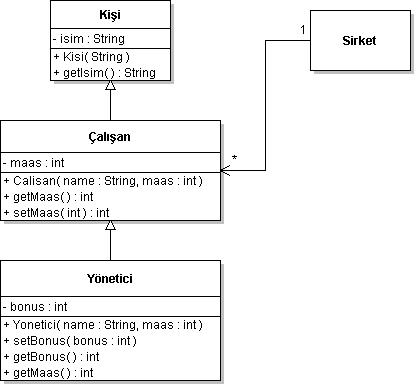 Kişi
- isim : String
+ Kisi( String )
+ getIsim() : String
1
Sirket
Çalışan
- maas : int
+ Calisan( name : String, maas : int )
+ getMaas() : int
+ setMaas( int ) : int
*
Yönetici
- bonus : int
+ Yonetici( name : String, maas : int )
+ setBonus( bonus : int )
+ getBonus() : int
+ getMaas() : int